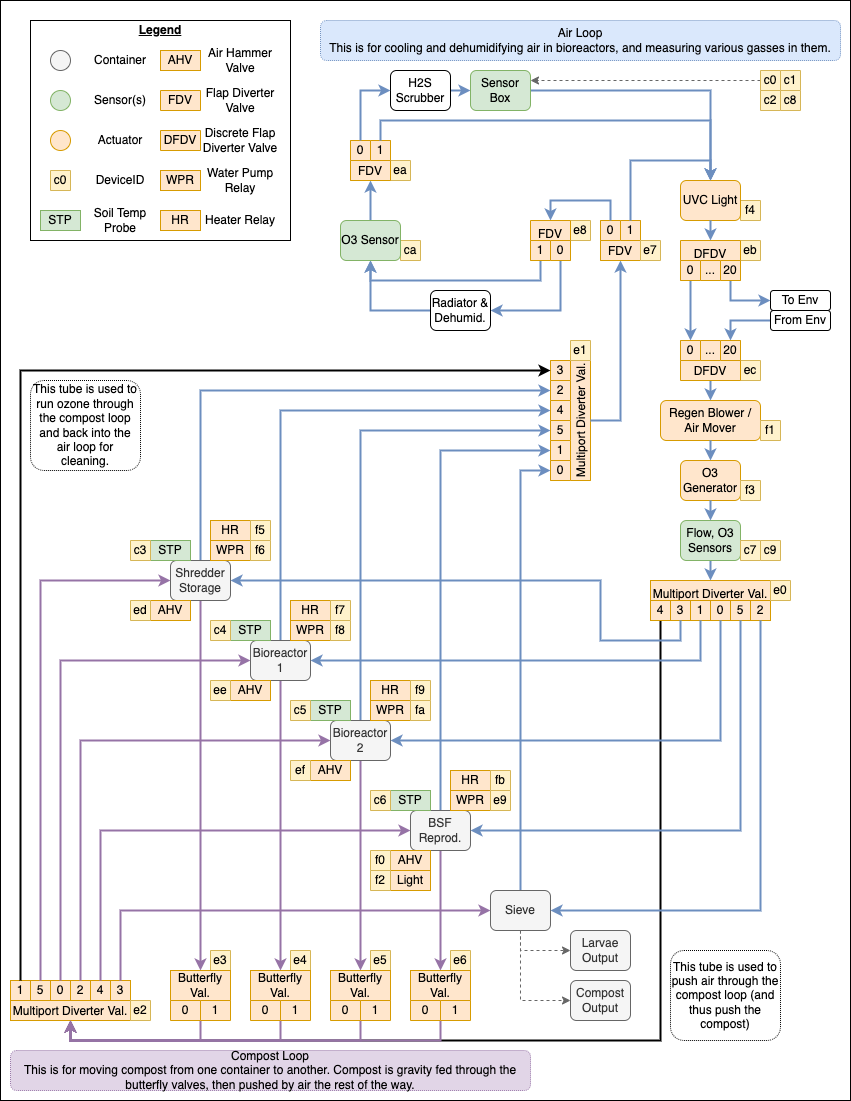 Legend
Container
AHV
Air Hammer
Valve
Sensor(s)
FDV
Flap Diverter
Valve
Actuator
DFDV
Discrete Flap
Diverter Valve
c0
DeviceID
WPR
Water Pump
Relay
STP
Soil Temp
Probe
HR
Heater Relay
Air Loop
This is for cooling and dehumidifying air in bioreactors, and measuring various gasses in them.
H2S
Scrubber
Sensor
Box
c0 c1
c2 c8
0 1
FDV ea
UVC Light
f4
O3 Sensor
ca
FDV e8
1 0
0 1
FDV e7
DFDV eb
0 ... 20
Radiator &
Dehumid.
To Env
From Env
0 ... 20
DFDV ec
e1
Multiport Diverter Val.
3
2
4
5
1
0
This tube is used to
run ozone through
the compost loop
and back into the
air loop for
cleaning.
Regen Blower /
Air Mover
f1
O3
Generator
f3
Flow, O3
Sensors
c7 c9
Multiport Diverter Val. e0
4 3 1 0 5 2
HR f5
c3 STP WPR f6
Shredder
Storage
ed AHV
HR f7
c4 STP WPR f8
Bioreactor
1
ee AHV
HR f9
c5 STP WPR fa
Bioreactor
2
ef AHV
HR fb
c6 STP WPR e9
BSF
Reprod.
f0 AHV
f2 Light
Sieve
Larvae
Output
Compost
Output
This tube is used to
push air through the
compost loop (and
thus push the
compost)
1 5 0 2 4 3
Multiport Diverter Val. e2
e3
Butterfly
Val.
0 1
e4
Butterfly
Val.
0 1
e5
Butterfly
Val.
0 1
e6
Butterfly
Val.
0 1
Compost Loop
This is for moving compost from one container to another. Compost is gravity fed through the
butterfly valves, then pushed by air the rest of the way.